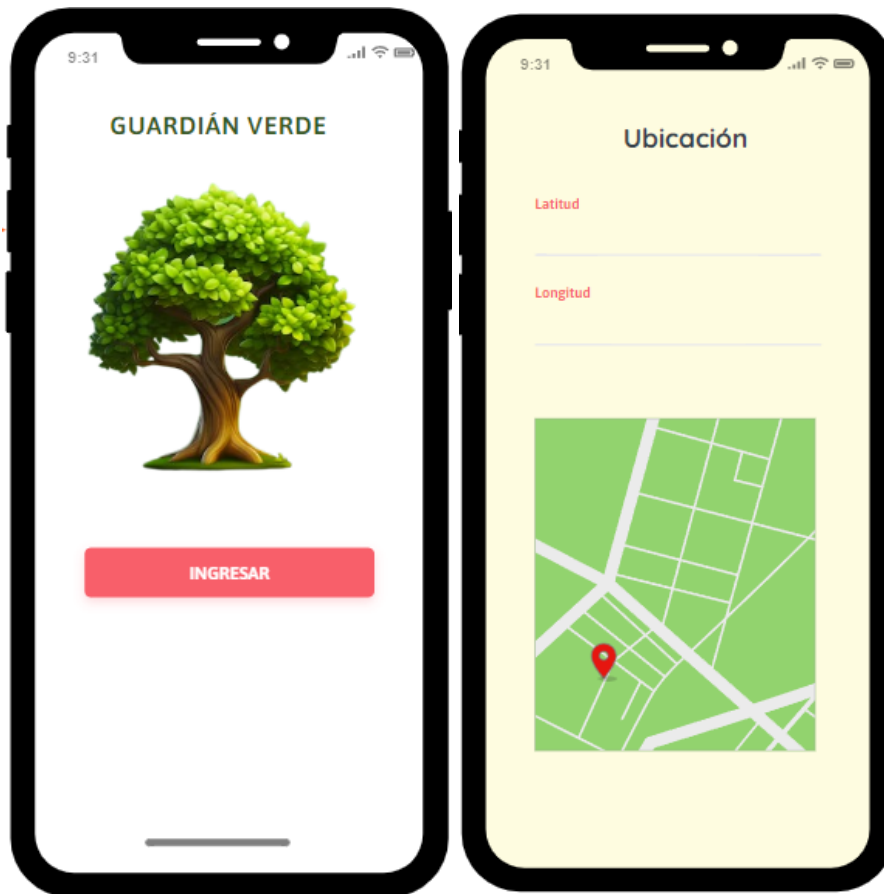 9:31
GUARDIÁN VERDE
INGRESAR
9:31
Ubicación
Latitud
Longitud